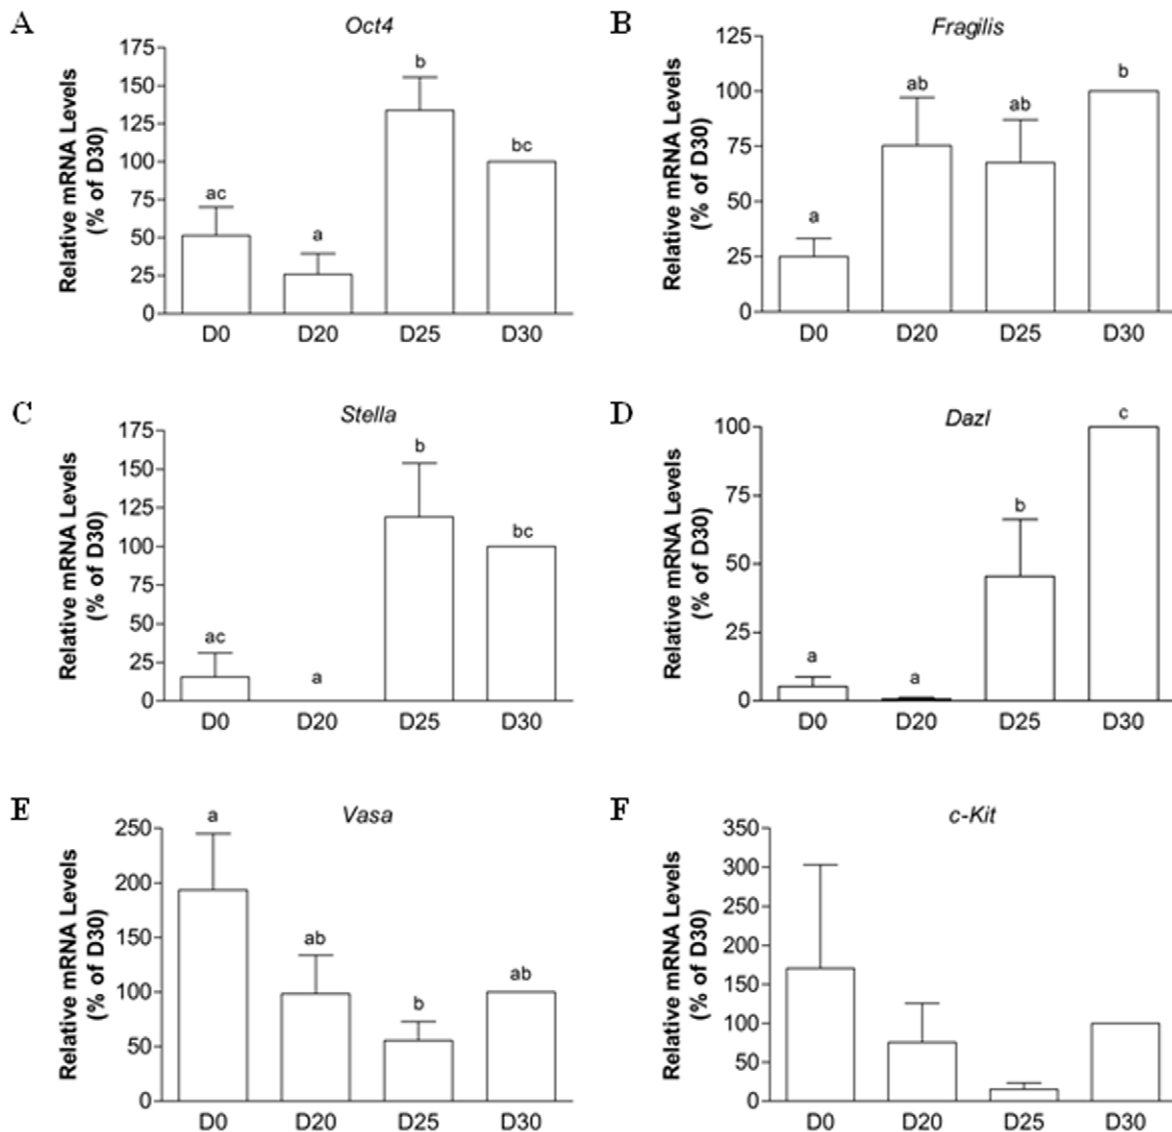 A
Oct4
Relative mRNA Levels
(% of D30)
175
150
125
100
75
50
25
0
ac
a
b
bc
D0 D20 D25 D30
B
Fragilis
Relative mRNA Levels
(% of D30)
125
100
75
50
25
0
a
ab
ab
b
D0 D20 D25 D30
C
Stella
Relative mRNA Levels
(% of D30)
175
150
125
100
75
50
25
0
ac
a
b
bc
D0 D20 D25 D30
D
Dazl
Relative mRNA Levels
(% of D30)
100
75
50
25
0
a
a
b
c
D0 D20 D25 D30
E
Vasa
Relative mRNA Levels
(% of D30)
250
200
150
100
50
0
a
ab
b
ab
D0 D20 D25 D30
F
c-Kit
Relative mRNA Levels
(% of D30)
350
300
250
200
150
100
50
0
D0 D20 D25 D30